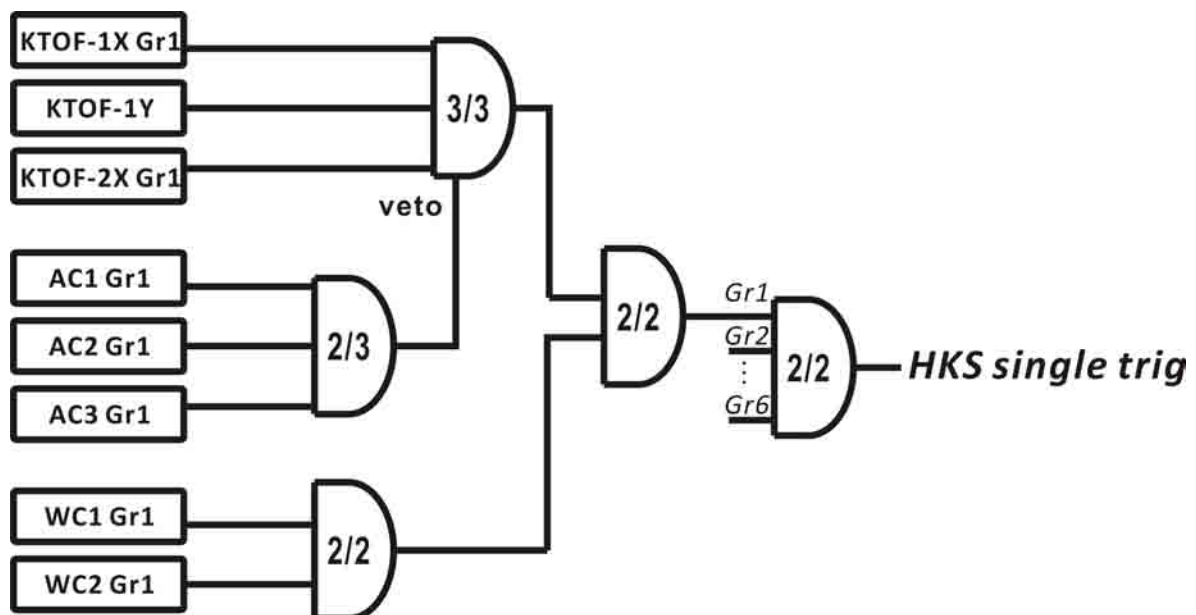 KTOF-1X Gr1
KTOF-1Y
KTOF-2X Gr1
3/3
veto
AC1 Gr1
AC2 Gr1
AC3 Gr1
2/3
WC1 Gr1
WC2 Gr1
2/2
2/2
Gr1
Gr2
⋮
Gr6
2/2
HKS single trig